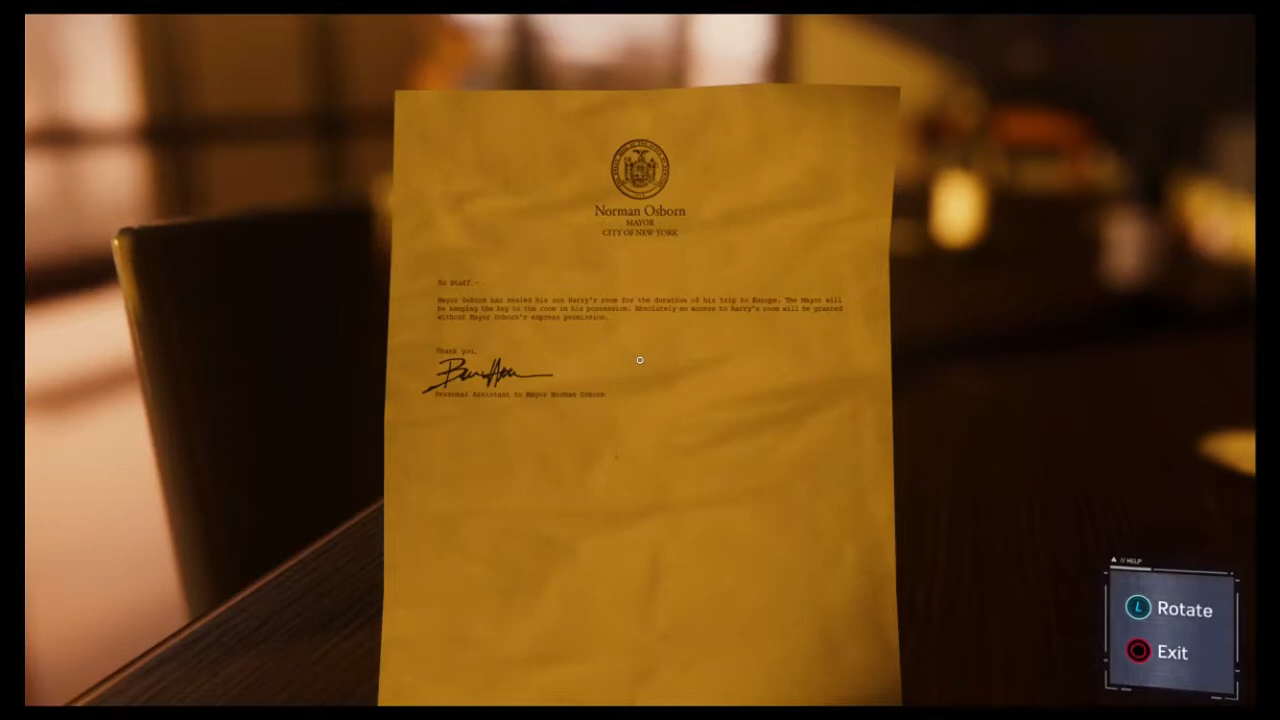 Norman Osborn
MAYOR
CITY OF NEW YORK
To Staff:-
Mayor Osborn has sealed his son Harry's room for the duration of his trip to Europe. The Mayor will
be keeping the key to the room in his possession. Absolutely no access to Harry's room will be granted
without Mayor Osborn's express permission.
Thank you,
Personal Assistant to Mayor Norman Osborn
// HELP
L Rotate
Exit